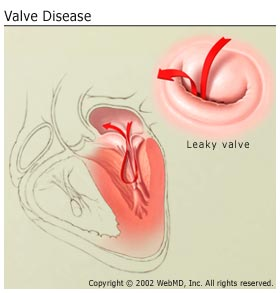 Valve Disease
Leaky valve
Copyright © 2002 WebMD, Inc. All rights reserved.